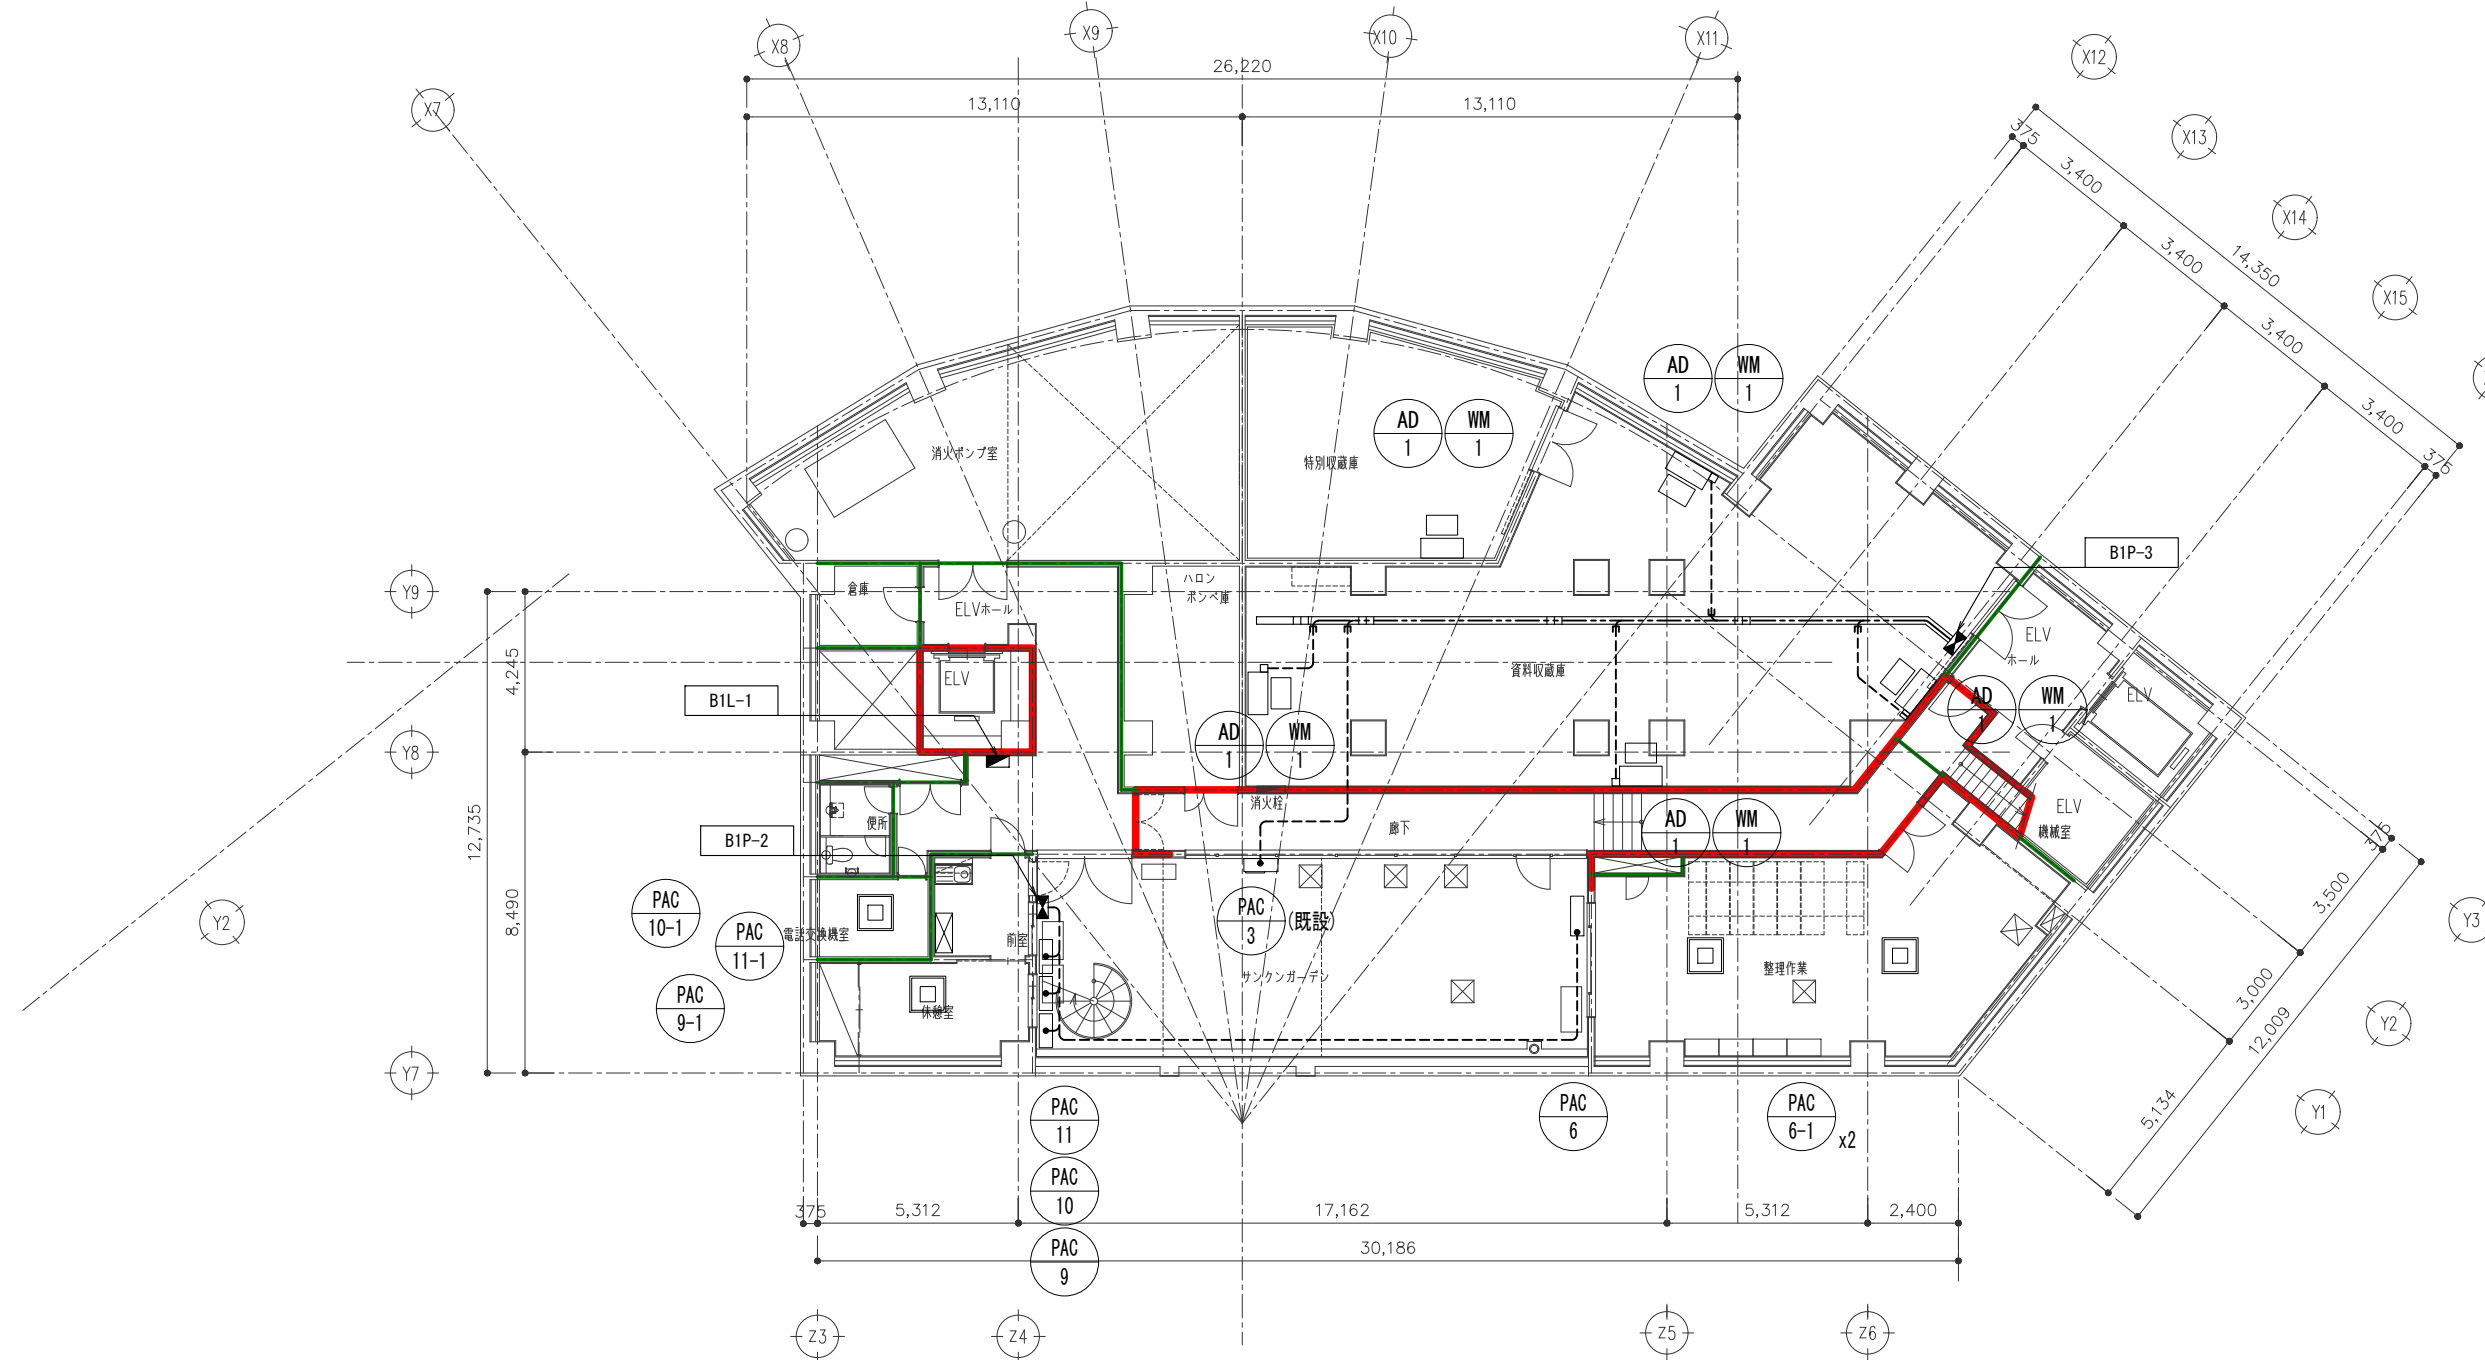 X7
X8
X9
X10
X11
X12
X13
X14
X15
26,220
13,110
13,110
375
3,400
3,400
3,400
3,400
375
14,350
AD
1
WM
1
AD
1
WM
1
消火ポンプ室
特別収蔵庫
B1P-3
Y9
倉庫
ELVホール
ハロン
ボンベ庫
ELV
ホール
4,245
資料収蔵庫
ELV
ELV
B1L-1
AD
1
WM
1
AD
1
WM
1
Y8
12,735
消火栓
廊下
AD
1
WM
1
ELV
機械室
便所
B1P-2
375
8,490
3,500
Y2
PAC
10-1
PAC
11-1
電話交換機室
前室
PAC
3
(既設)
サンクンガーデン
整理作業
Y3
PAC
9-1
休憩室
3,000
12,009
Y2
Y7
5,134
Y1
PAC
11
PAC
6
PAC
6-1
x2
PAC
10
375
5,312
17,162
5,312
2,400
PAC
9
30,186
Z3
Z4
Z5
Z6